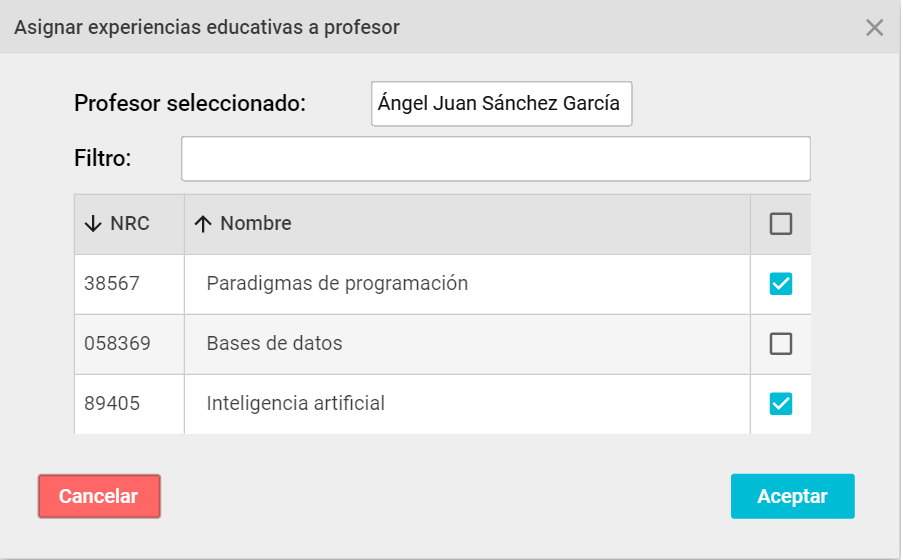 Asignar experiencias educativas a profesor
Profesor seleccionado: Ángel Juan Sánchez García
Filtro:
NRC Nombre
38567 Paradigmas de programación
058369 Bases de datos
89405 Inteligencia artificial
Cancelar Aceptar